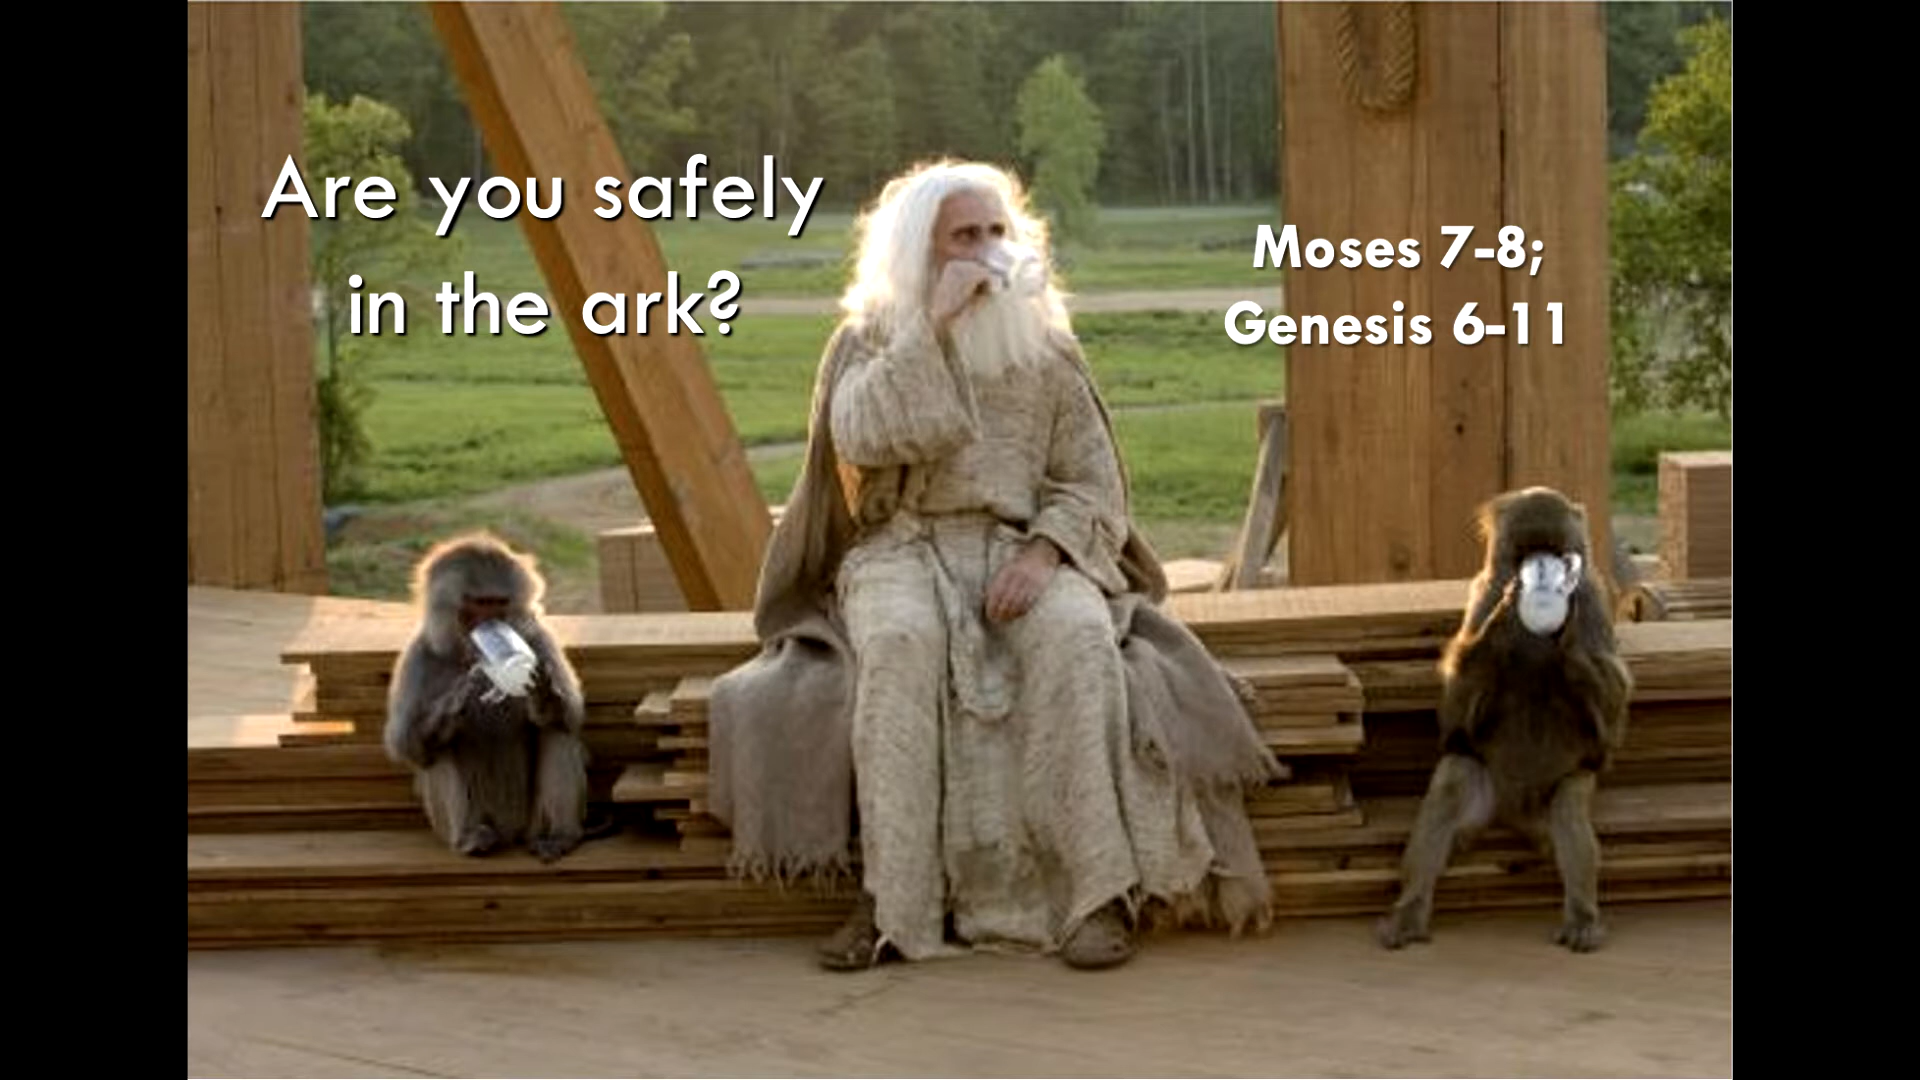 Are you safely
in the ark?
Moses 7-8;
Genesis 6-11